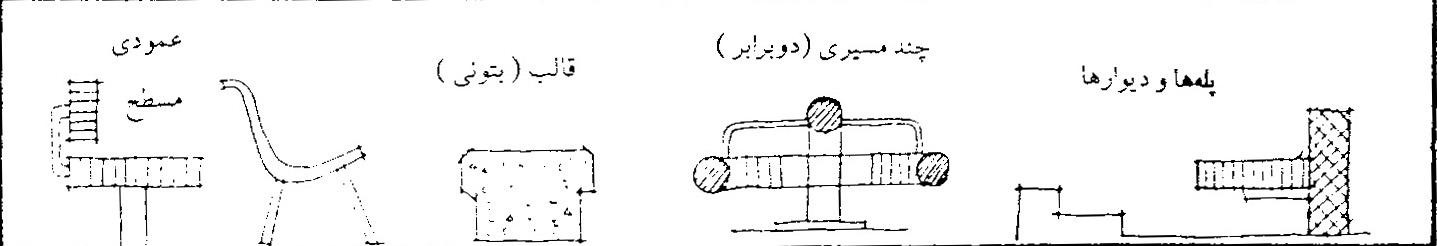 پله‌ها و دیوارها
چند مسیری (دوبرابر)
قالب (بتونی)
عمودی
مسطح